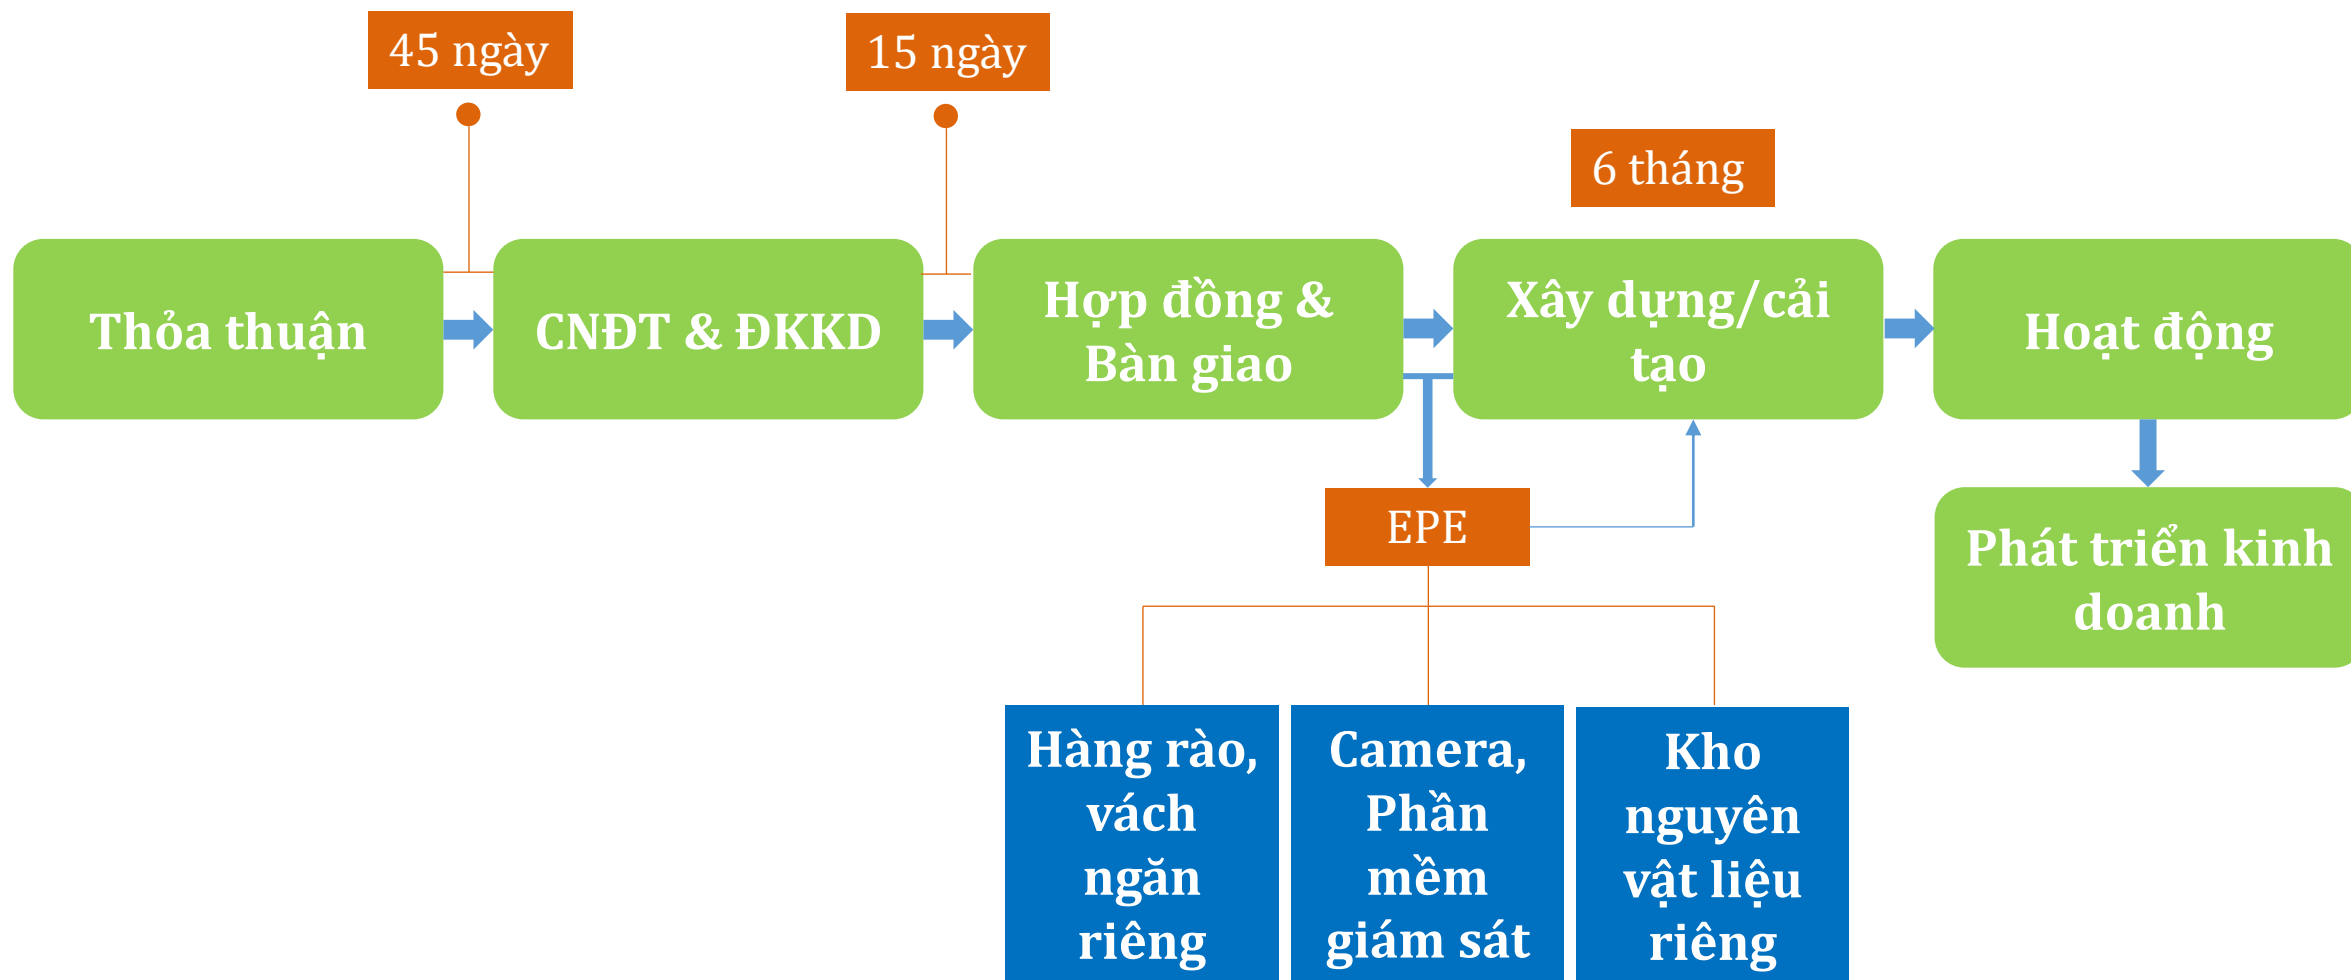 45 ngày
15 ngày
6 tháng
Thỏa thuận
CNĐT & ĐKKD
Hợp đồng &
Bàn giao
Xây dựng/cải
tạo
Hoạt động
EPE
Phát triển kinh
doanh
Hàng rào,
vách
ngăn
riêng
Camera,
Phần
mềm
giám sát
Kho
nguyên
vật liệu
riêng